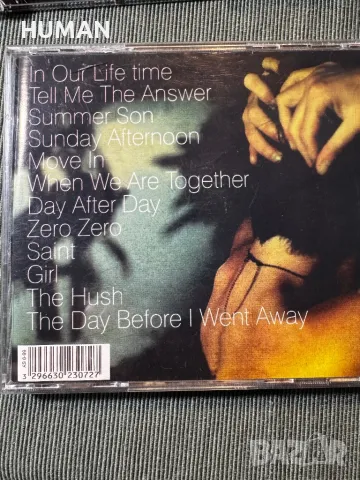 HUMAN
In Our Life time
Tell Me The Answer
Summer Son
Sunday Afternoon
Move In
When We Are Together
Day After Day
Zero Zero
Saint
Girl
The Hush
The Day Before I Went Away
3 296630 230727
BAZAR